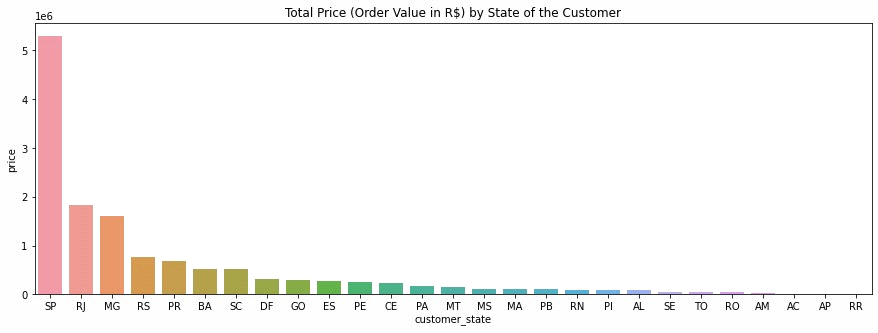 Total Price (Order Value in R$) by State of the Customer
1e6
price
5
4
3
2
1
0
SP RJ MG RS PR BA SC DF GO ES PE CE PA MT MS MA PB RN PI AL SE TO RO AM AC AP RR
customer_state